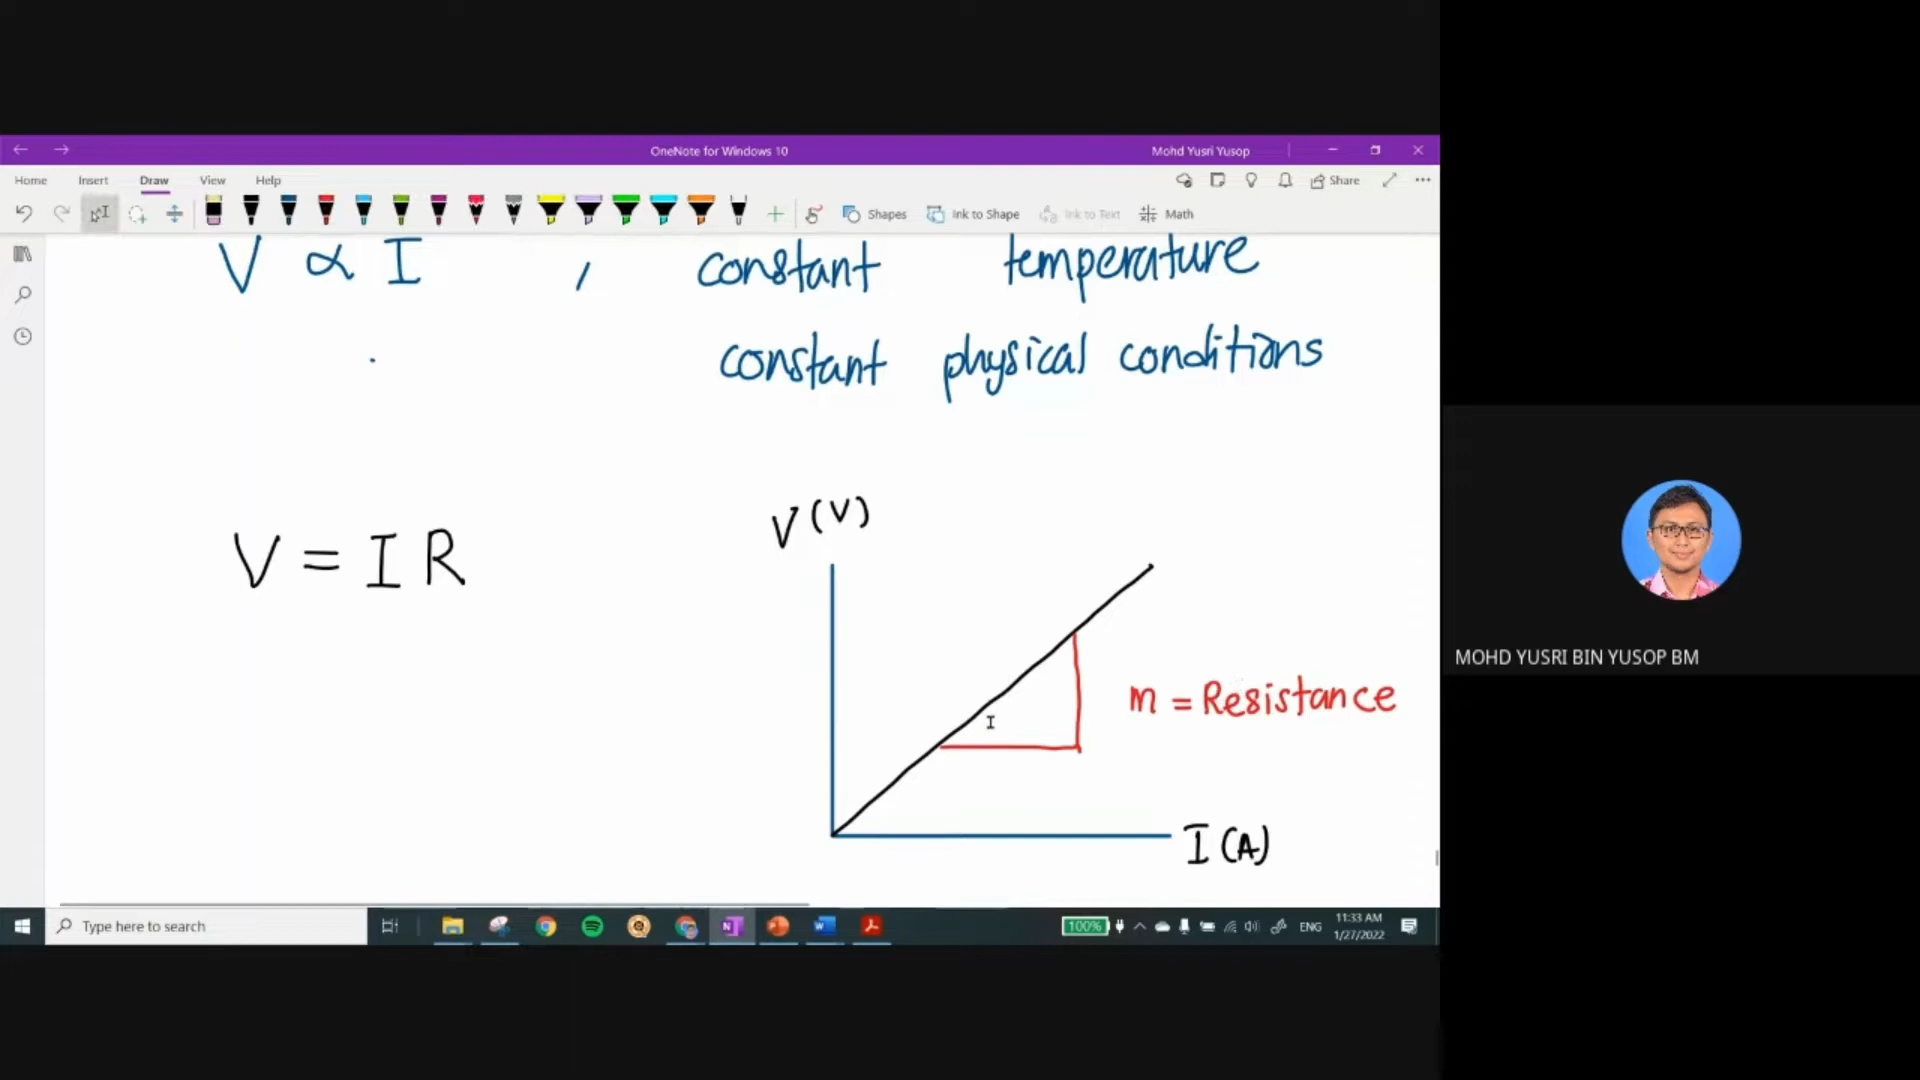 OneNote for Windows 10
Mohd Yusri Yusop
Home Insert Draw View Help
Share
Shapes Ink to Shape Ink to Text Math
V ∝ I , constant temperature
constant physical conditions
V (V)
V = I R
m = Resistance
I (A)
MOHD YUSRI BIN YUSOP BM
Type here to search
100%
ENG
11:33 AM
1/27/2022